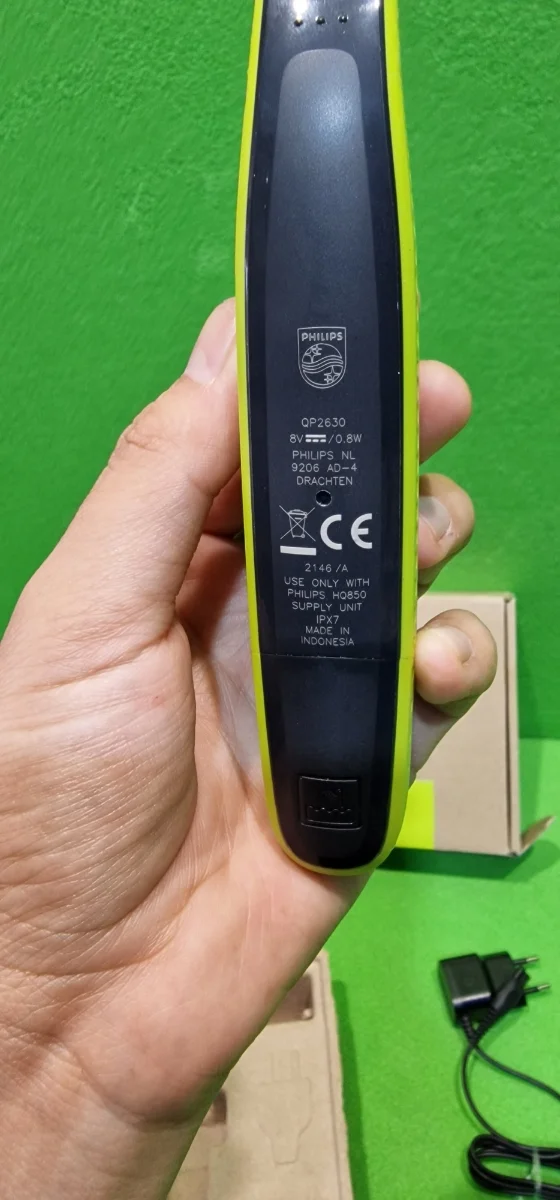 PHILIPS
QP2630
8V⎓/0.8W
PHILIPS NL
9206 AD-4
DRACHTEN
CE
2146 /A
USE ONLY WITH
PHILIPS HQ850
SUPPLY UNIT
IPX7
MADE IN
INDONESIA